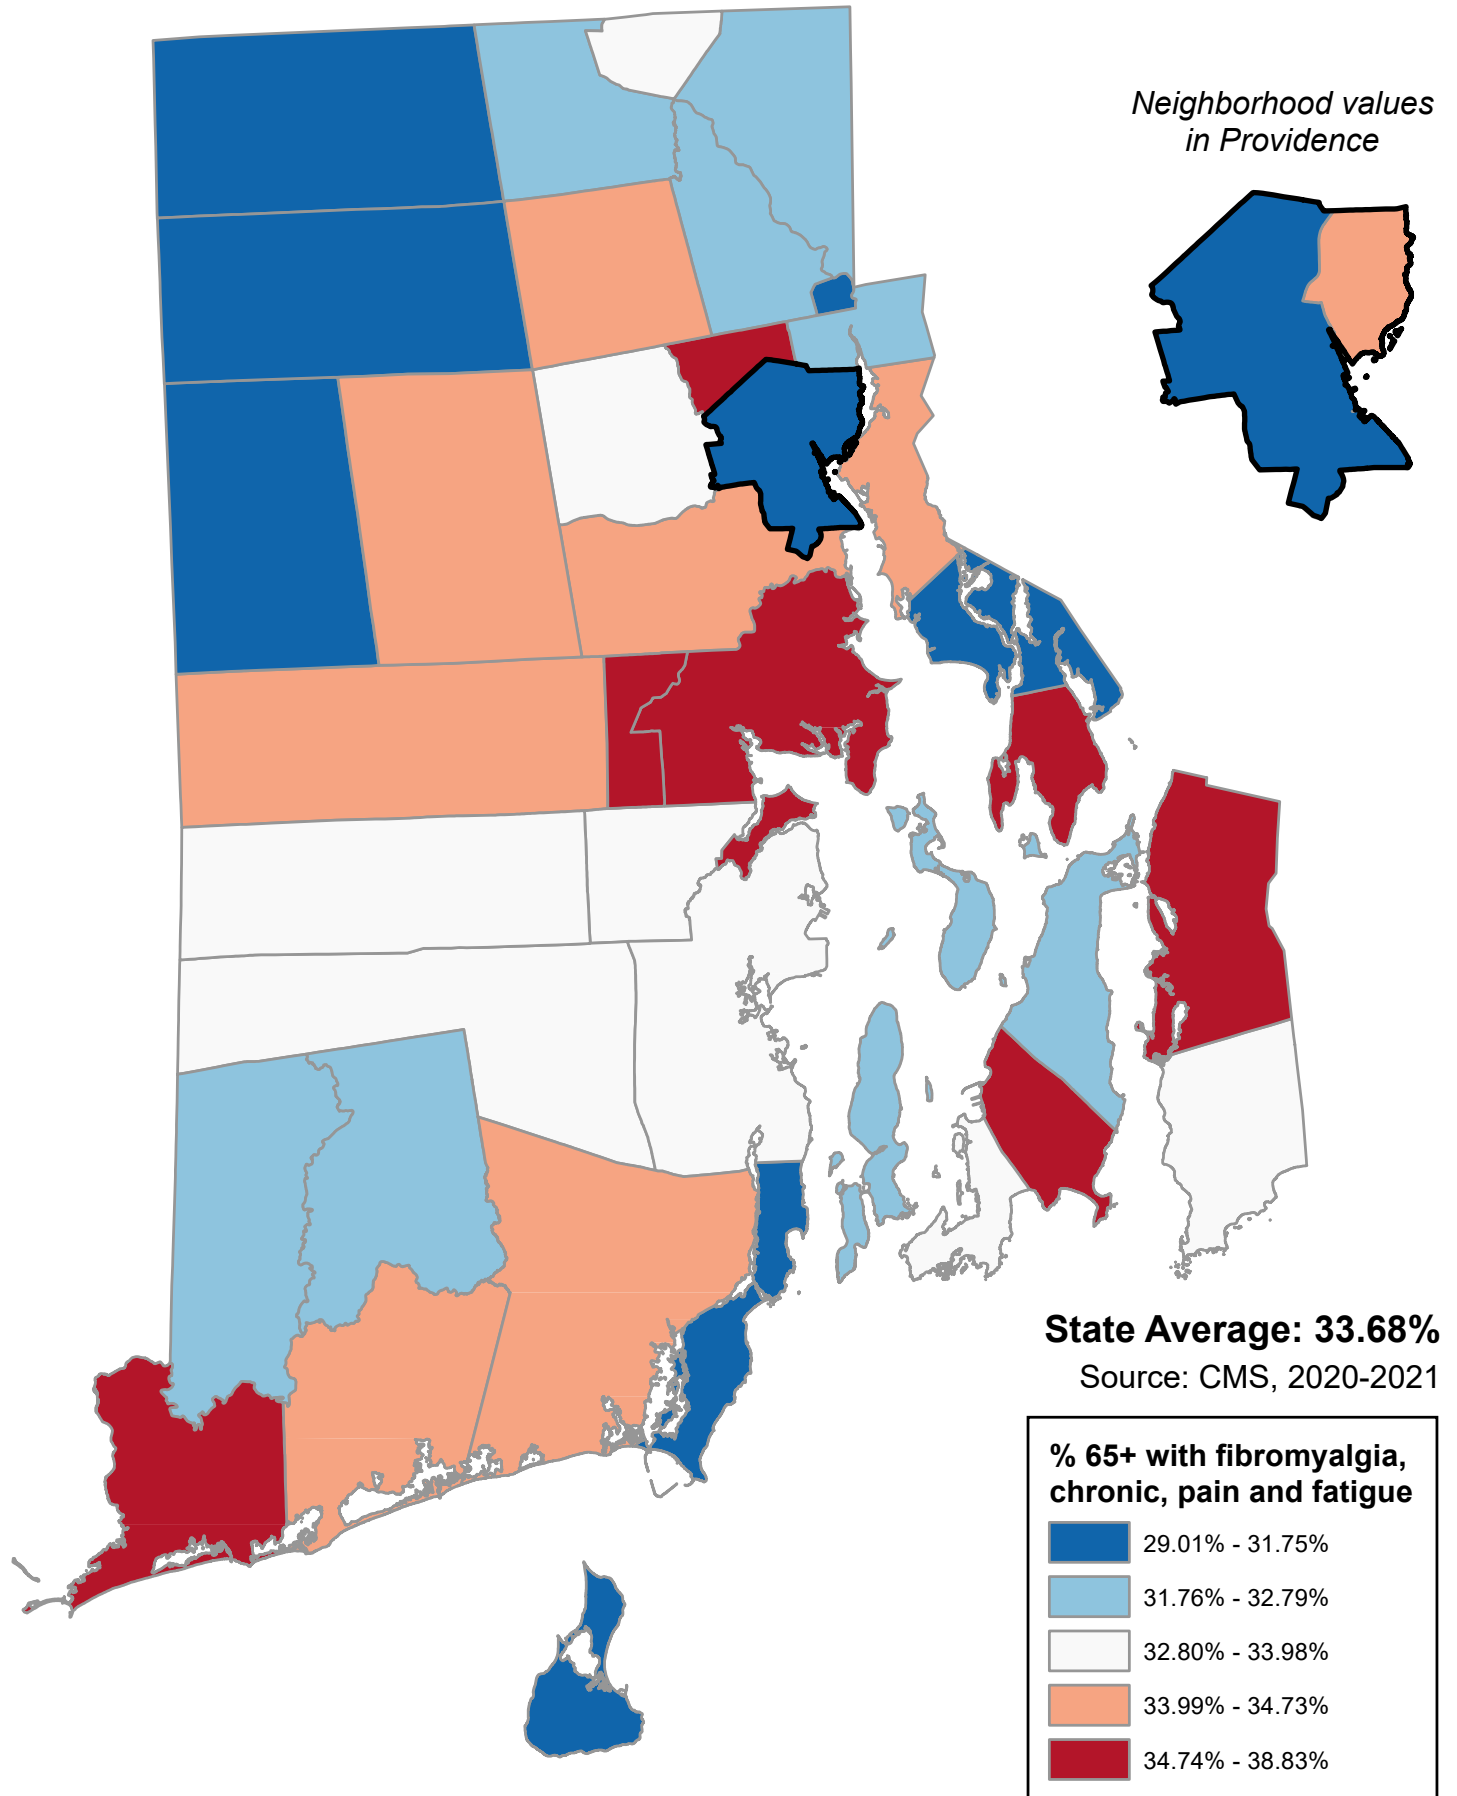 Neighborhood values
in Providence
State Average: 33.68%
Source: CMS, 2020-2021
% 65+ with fibromyalgia,
chronic, pain and fatigue
29.01% - 31.75%
31.76% - 32.79%
32.80% - 33.98%
33.99% - 34.73%
34.74% - 38.83%